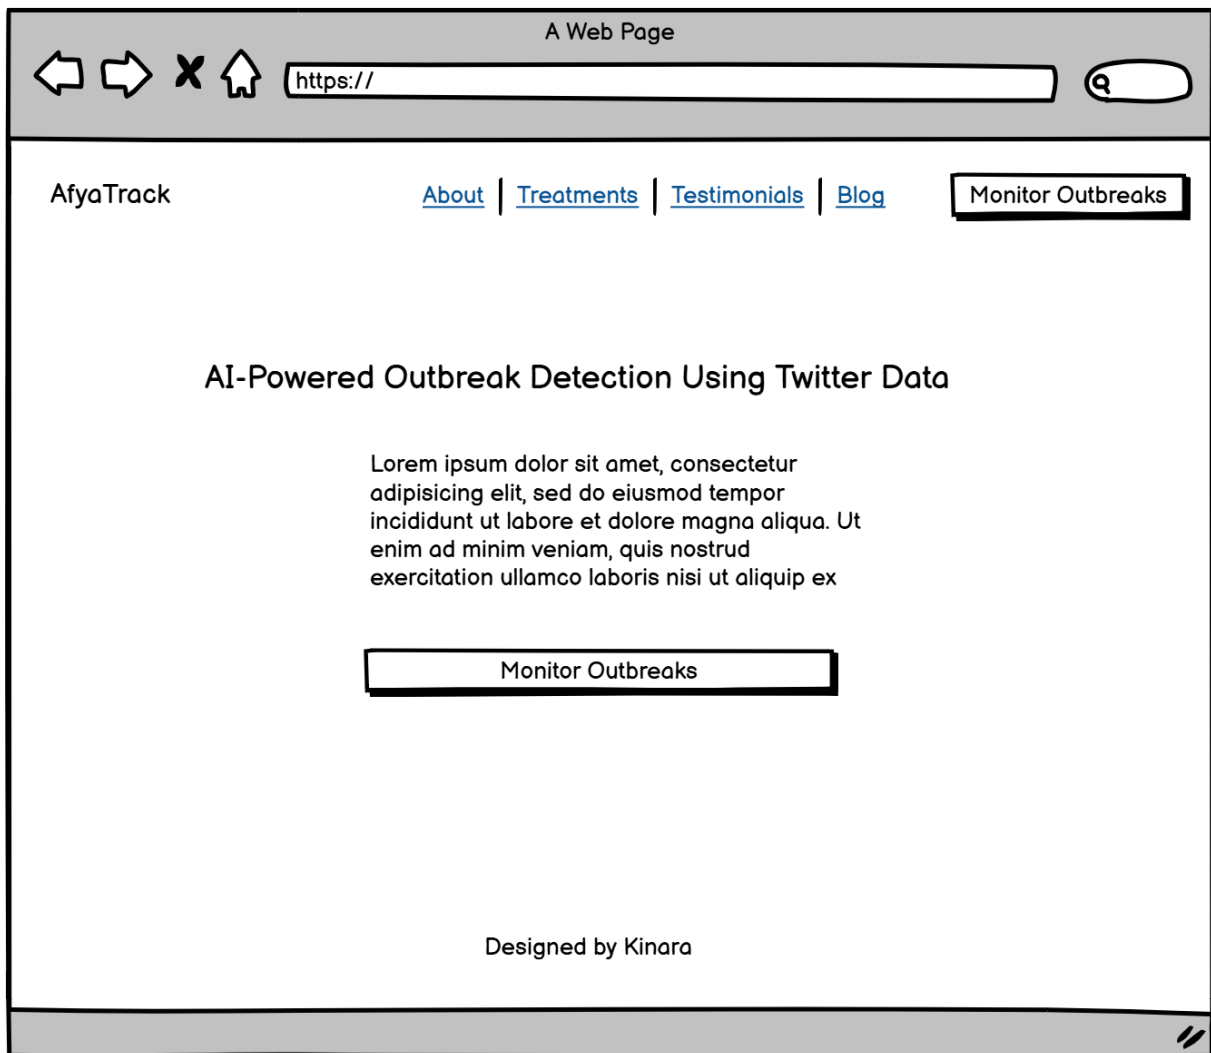 A Web Page
https://
AfyaTrack
About | Treatments | Testimonials | Blog
Monitor Outbreaks
AI-Powered Outbreak Detection Using Twitter Data
Lorem ipsum dolor sit amet, consectetur
adipisicing elit, sed do eiusmod tempor
incididunt ut labore et dolore magna aliqua. Ut
enim ad minim veniam, quis nostrud
exercitation ullamco laboris nisi ut aliquip ex
Monitor Outbreaks
Designed by Kinara